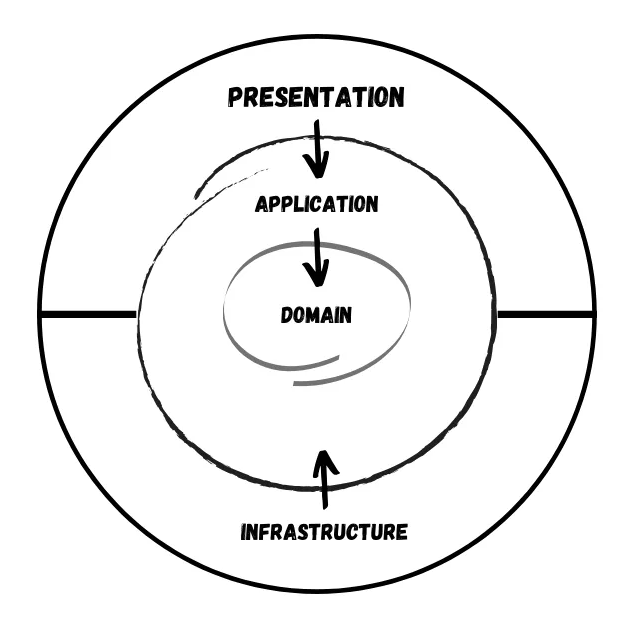 PRESENTATION
APPLICATION
DOMAIN
INFRASTRUCTURE